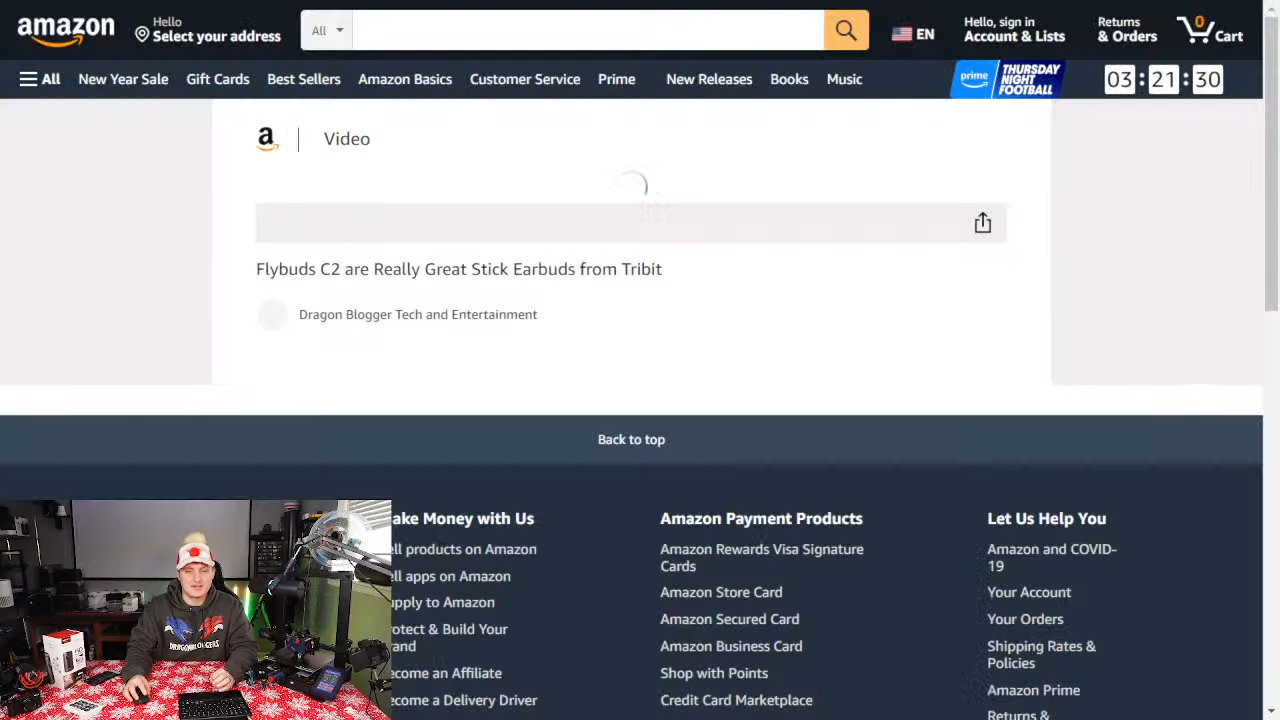 amazon
Hello
Select your address
All
EN
Hello, sign in
Account & Lists
Returns
& Orders
0
Cart
All
New Year Sale
Gift Cards
Best Sellers
Amazon Basics
Customer Service
Prime
New Releases
Books
Music
prime
THURSDAY
NIGHT
FOOTBALL
03:21:30
a
Video
Flybuds C2 are Really Great Stick Earbuds from Tribit
Dragon Blogger Tech and Entertainment
Back to top
ake Money with Us
ell products on Amazon
ell apps on Amazon
upply to Amazon
rotect & Build Your
rand
ecome an Affiliate
ecome a Delivery Driver
Amazon Payment Products
Amazon Rewards Visa Signature
Cards
Amazon Store Card
Amazon Secured Card
Amazon Business Card
Shop with Points
Credit Card Marketplace
Let Us Help You
Amazon and COVID-
19
Your Account
Your Orders
Shipping Rates &
Policies
Amazon Prime
Returns &